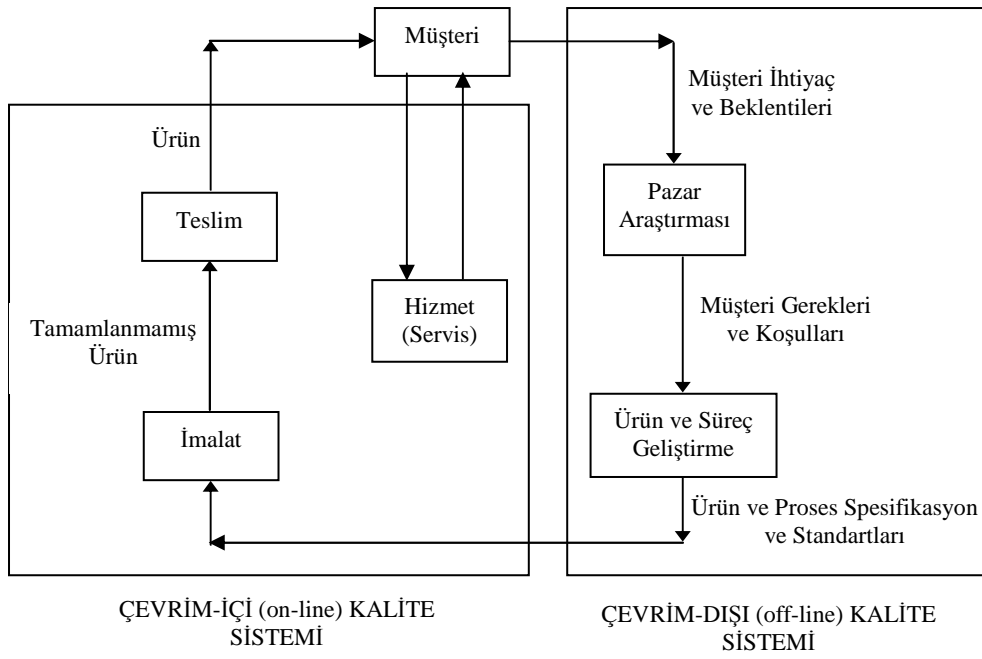 Müşteri
Müşteri İhtiyaç
ve Beklentileri
Ürün
Pazar
Araştırması
Teslim
Hizmet
(Servis)
Müşteri Gerekleri
ve Koşulları
Tamamlanmamış
Ürün
İmalat
Ürün ve Süreç
Geliştirme
Ürün ve Proses Spesifikasyon
ve Standartları
ÇEVRİM-İÇİ (on-line) KALİTE
SİSTEMİ
ÇEVRİM-DIŞI (off-line) KALİTE
SİSTEMİ